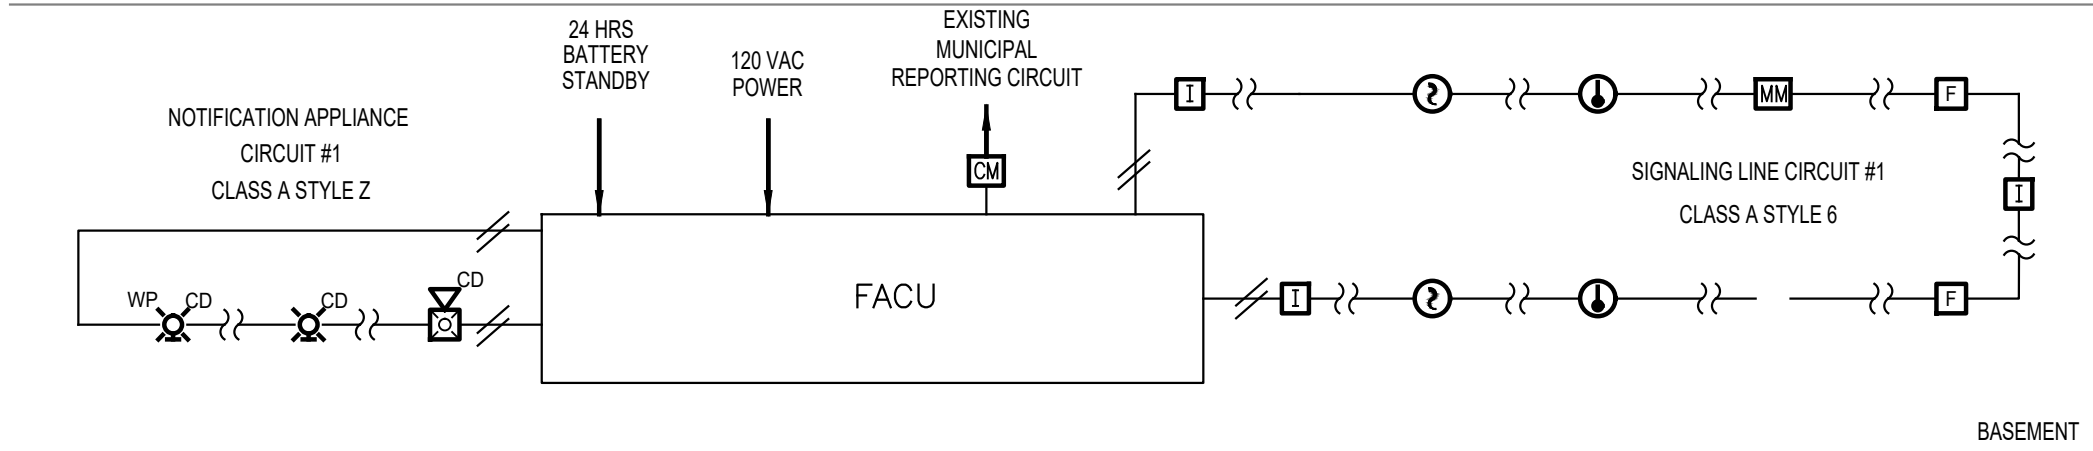 24 HRS
BATTERY
STANDBY
120 VAC
POWER
EXISTING
MUNICIPAL
REPORTING CIRCUIT
NOTIFICATION APPLIANCE
CIRCUIT #1
CLASS A STYLE Z
CM
I
MM
F
SIGNALING LINE CIRCUIT #1
CLASS A STYLE 6
I
WP CD
CD
CD
FACU
I
F
BASEMENT